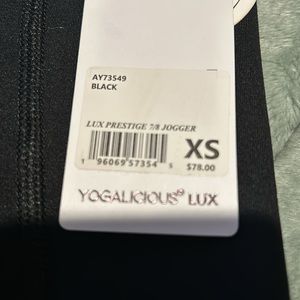 AY73549
BLACK
LUX PRESTIGE 7/8 JOGGER
XS
1 96069 57354 5
$78.00
YOGALICIOUS® LUX